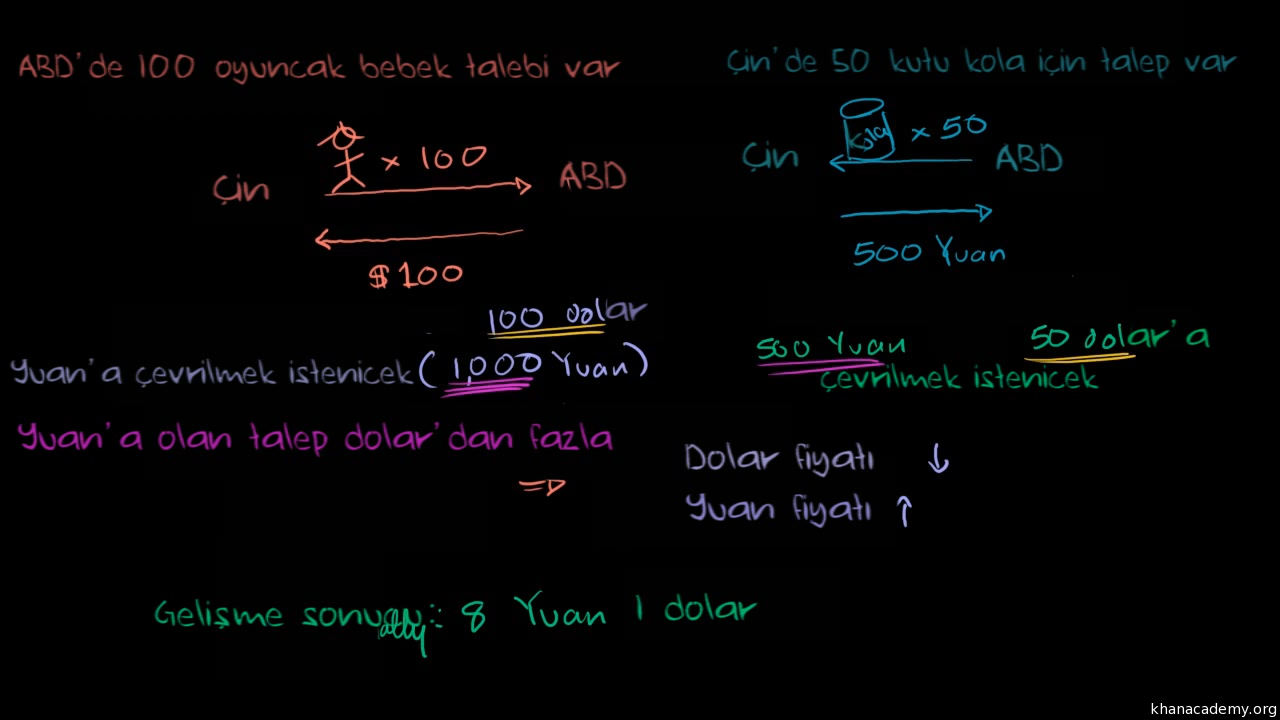 ABD'de 100 oyuncak bebek talebi var
Çin x 100 ABD
$100
Çin'de 50 kutu kola için talep var
Çin Kola x 50 ABD
500 Yuan
100 dolar
Yuan'a çevrilmek istenicek (1,000 Yuan)
500 Yuan 50 dolar'a
çevrilmek istenicek
Yuan'a olan talep dolar'dan fazla
Dolar fiyatı ↓
Yuan fiyatı ↑
Gelişme : 8 Yuan 1 dolar
khanacademy.org